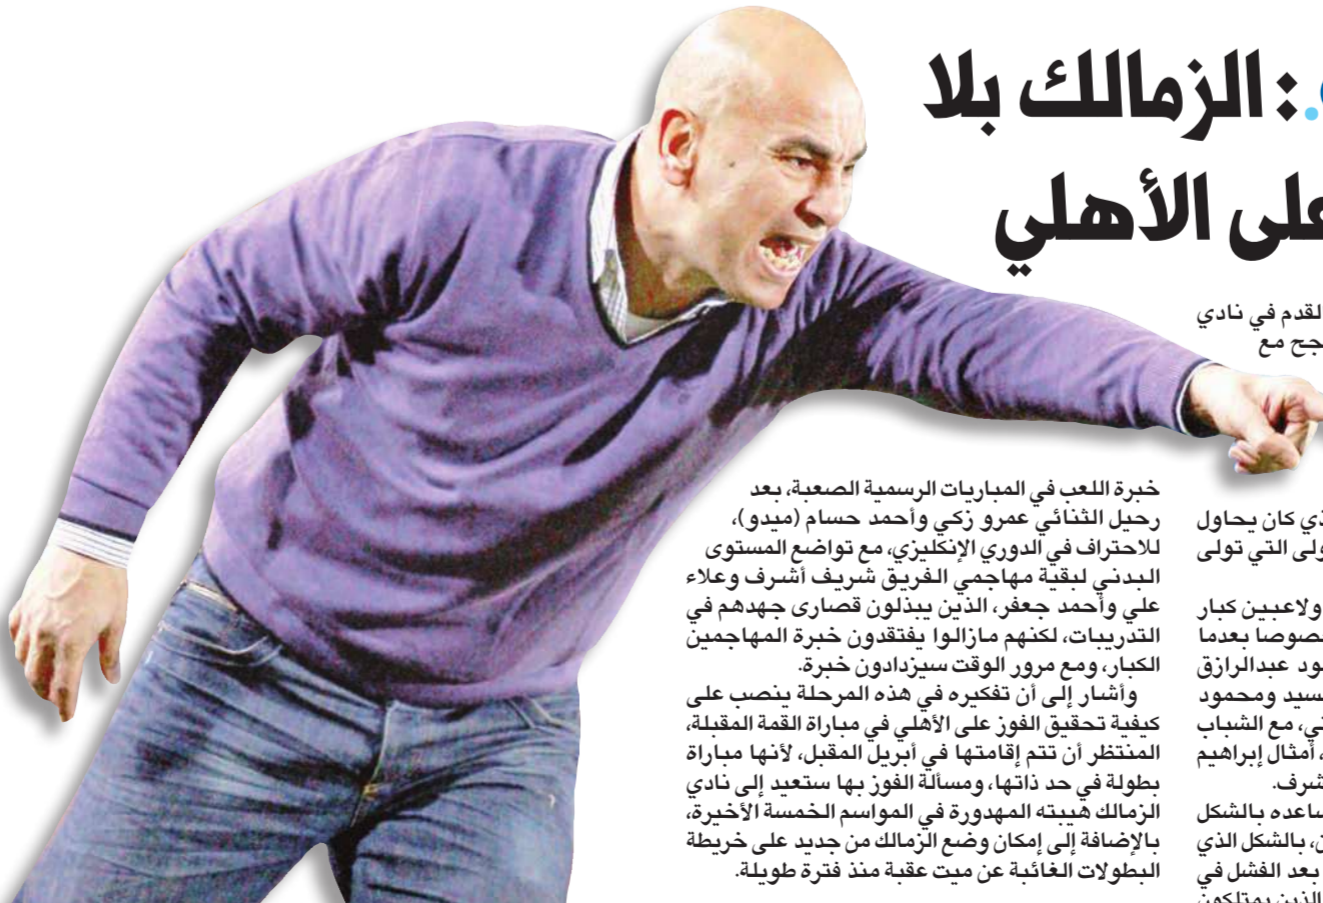 : الزمالك بلا
على الأهلي
القدم في نادي
جح مع
ذي كان يحاول
ولى التي تولى
ولاعبين كبار
صوصا بعدما
ود عبدالرازق
سيد ومحمود
ني، مع الشباب
، أمثال إبراهيم
شرف.
ساعده بالشكل
ن، بالشكل الذي
بعد الفشل في
الذين يمتلكون
خبرة اللعب في المباريات الرسمية الصعبة، بعد
رحيل الثنائي عمرو زكي وأحمد حسام (ميدو)،
للاحتراف في الدوري الإنكليزي، مع تواضع المستوى
البدني لبقية مهاجمي الفريق شريف أشرف وعلاء
علي وأحمد جعفر، الذين يبذلون قصارى جهدهم في
التدريبات، لكنهم مازالوا يفتقدون خبرة المهاجمين
الكبار، ومع مرور الوقت سيزدادون خبرة.
وأشار إلى أن تفكيره في هذه المرحلة ينصب على
كيفية تحقيق الفوز على الأهلي في مباراة القمة المقبلة،
المنتظر أن تتم إقامتها في أبريل المقبل، لأنها مباراة
بطولة في حد ذاتها، ومسألة الفوز بها ستعيد إلى نادي
الزمالك هيبته المهدورة في المواسم الخمسة الأخيرة،
بالإضافة إلى إمكان وضع الزمالك من جديد على خريطة
البطولات الغائبة عن ميت عقبة منذ فترة طويلة.